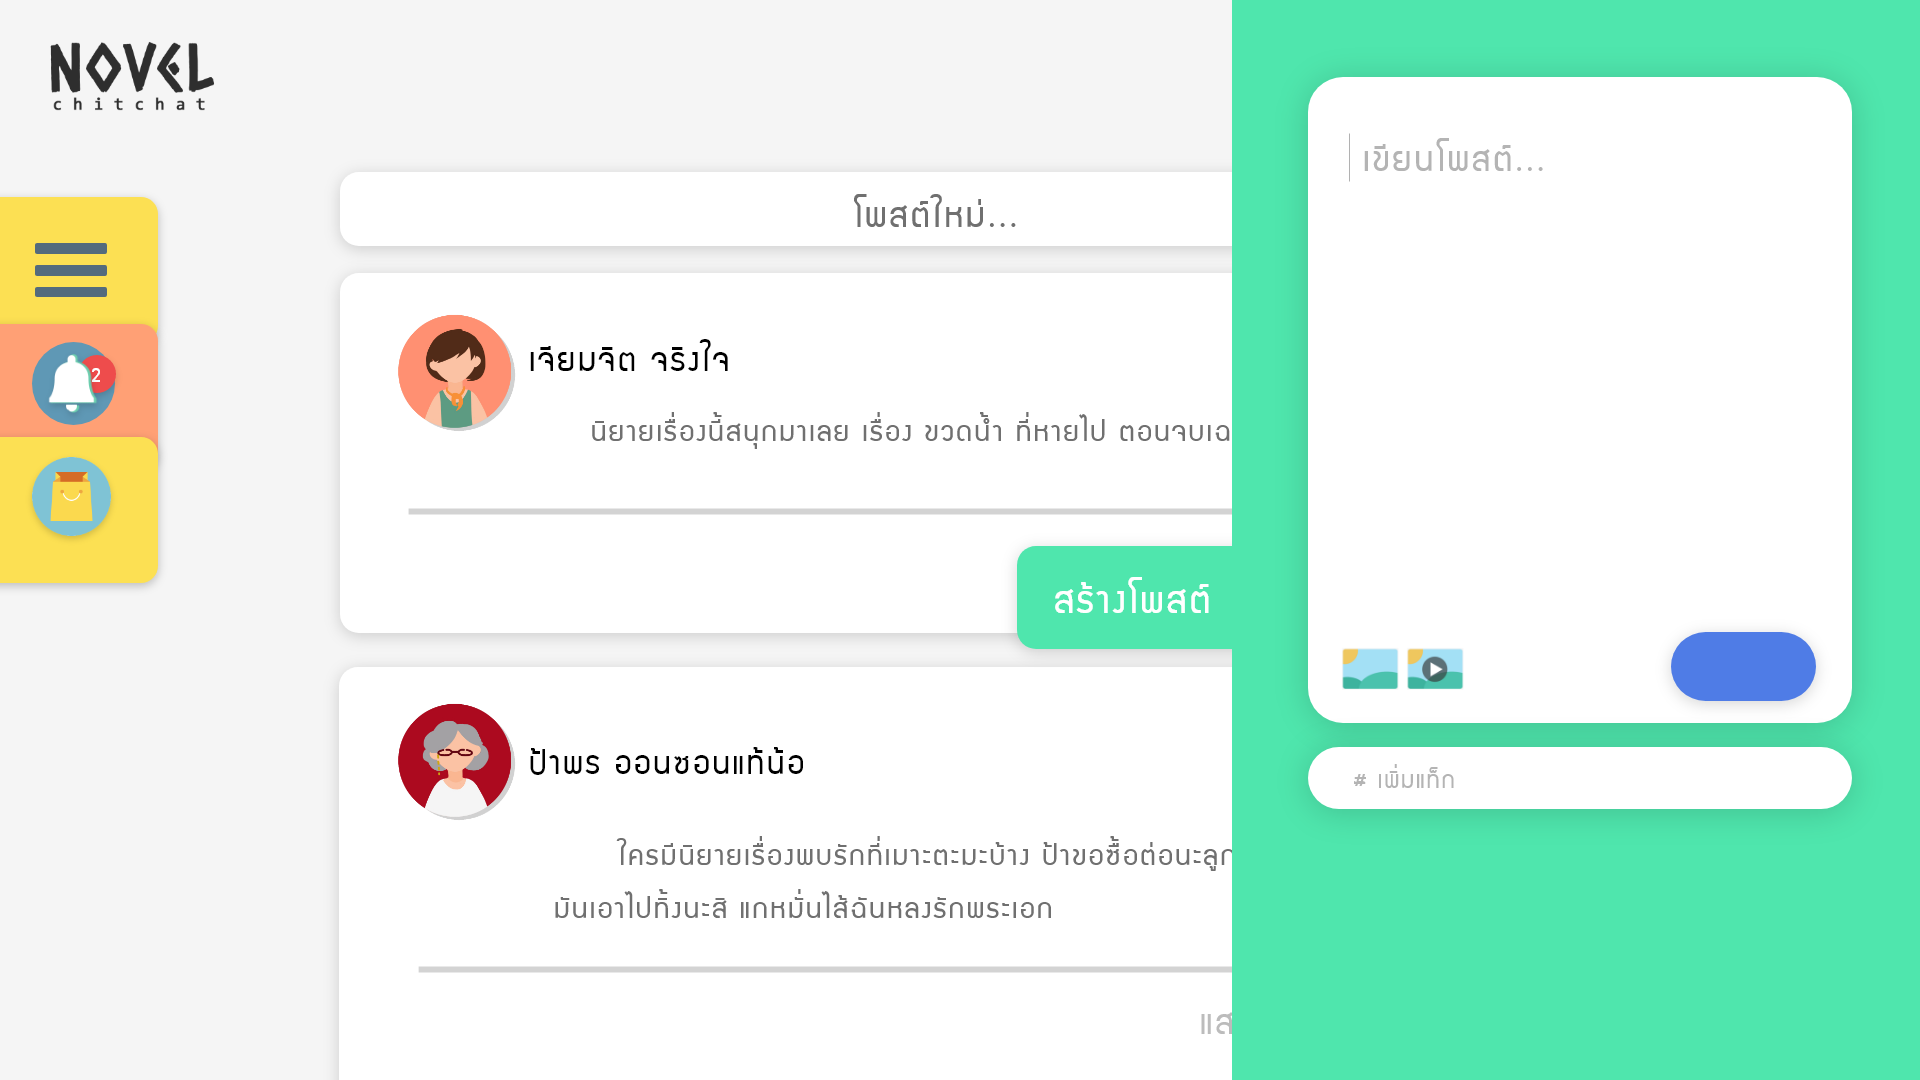 NOVEL
chitchat
โพสต์ใหม่...
2
เจียมจิต จริงใจ
นิยายเรื่องนี้สนุกมาเลย เรื่อง ขวดน้ำ ที่หายไป ตอนจบเฉ
สร้างโพสต์
ป้าพร ออนซอนแท้น้อ
ใครมีนิยายเรื่องพบรักที่เมาะตะมะบ้าง ป้าขอซื้อต่อนะลูก
มันเอาไปทิ้งนะสิ แกหมั่นไส้ฉันหลงรักพระเอก
แส
เขียนโพสต์...
# เพิ่มแท็ก